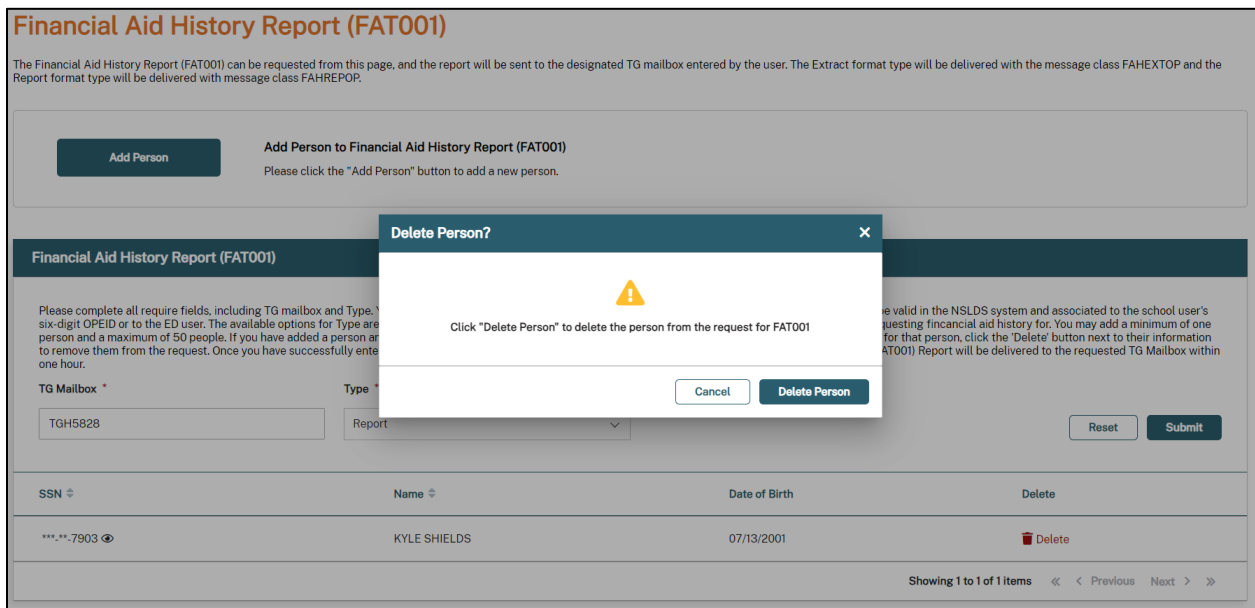 Financial Aid History Report (FAT001)
The Financial Aid History Report (FAT001) can be requested from this page, and the report will be sent to the designated TG mailbox entered by the user. The Extract format type will be delivered with the message class FAHEXTOP and the
Report format type will be delivered with message class FAHREPOP.
Add Person
Add Person to Financial Aid History Report (FAT001)
Please click the "Add Person" button to add a new person.
Delete Person?
Financial Aid History Report (FAT001)
Click "Delete Person" to delete the person from the request for FAT001
Cancel Delete Person
Please complete all require fields, including TG mailbox and Type. be valid in the NSLDS system and associated to the school user's
six-digit OPEID or to the ED user. The available options for Type are questing fincancial aid history for. You may add a minimum of one
person and a maximum of 50 people. If you have added a person an for that person, click the 'Delete' button next to their information
to remove them from the request. Once you have successfully ente AT001) Report will be delivered to the requested TG Mailbox within
one hour.
TG Mailbox * Type *
TGH5828 Report Reset Submit
SSN Name Date of Birth Delete
***-**-7903 KYLE SHIELDS 07/13/2001 Delete
Showing 1 to 1 of 1 items « < Previous Next > »